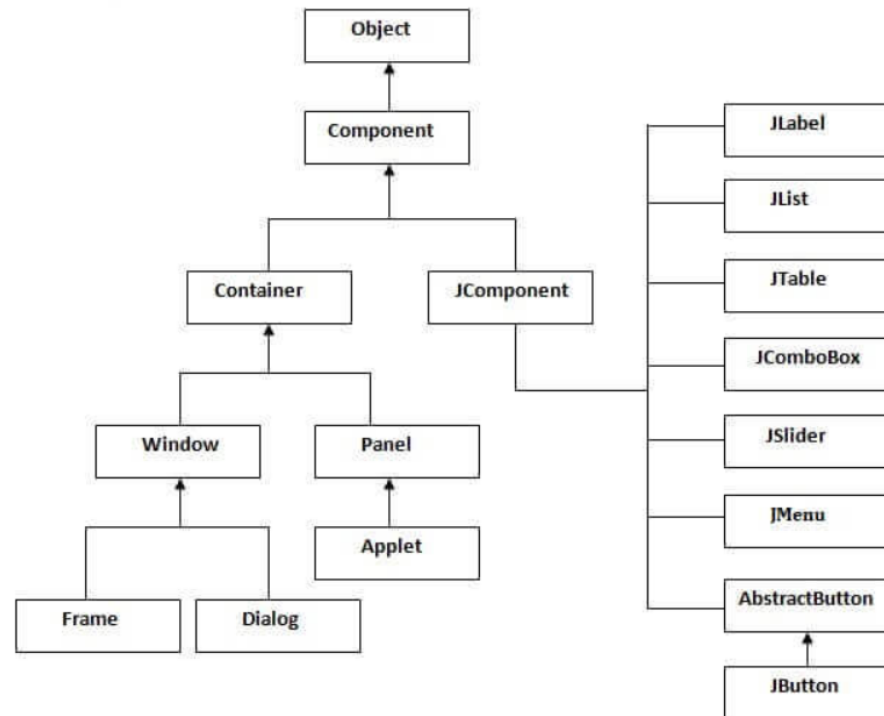 Object
Component
Container
JComponent
Window
Panel
Applet
Frame
Dialog
JLabel
JList
JTable
JComboBox
JSlider
JMenu
AbstractButton
JButton